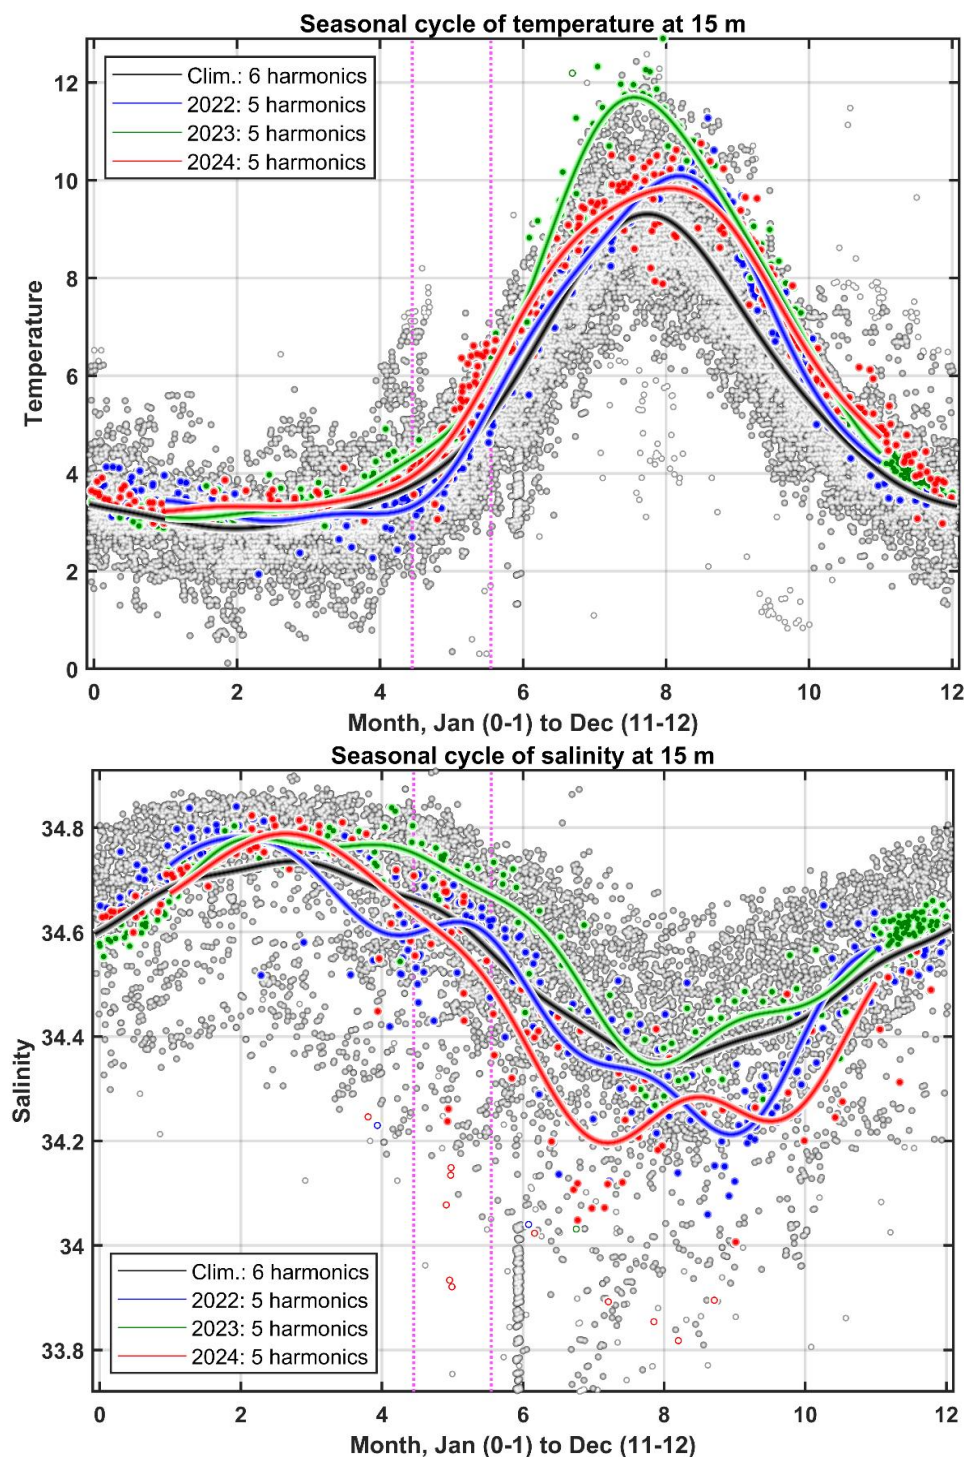 Seasonal cycle of temperature at 15 m
Clim.: 6 harmonics
2022: 5 harmonics
2023: 5 harmonics
2024: 5 harmonics
Temperature
12
10
8
6
4
2
0
0 2 4 6 8 10 12
Month, Jan (0-1) to Dec (11-12)
Seasonal cycle of salinity at 15 m
Salinity
34.8
34.6
34.4
34.2
34
33.8
Clim.: 6 harmonics
2022: 5 harmonics
2023: 5 harmonics
2024: 5 harmonics
0 2 4 6 8 10 12
Month, Jan (0-1) to Dec (11-12)